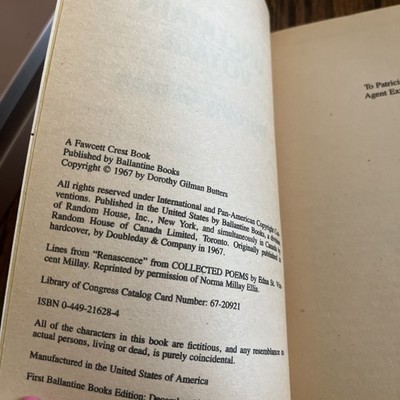 A Fawcett Crest Book
Published by Ballantine Books
Copyright © 1967 by Dorothy Gilman Butters
All rights reserved under International and Pan-American Copyright
ventions. Published in the United States by Ballantine Books, a
of Random House, Inc., New York, and simultaneously in Canada
Random House of Canada Limited, Toronto. Originally published
hardcover, by Doubleday & Company in 1967.
Lines from "Renascence" from COLLECTED POEMS by Edna St. Vin-
cent Millay. Reprinted by permission of Norma Millay Ellis.
Library of Congress Catalog Card Number: 67-20921
ISBN 0-449-21628-4
All of the characters in this book are fictitious, and any resemblance to
actual persons, living or dead, is purely coincidental.
Manufactured in the United States of America
First Ballantine Books Edition:
To
Agent